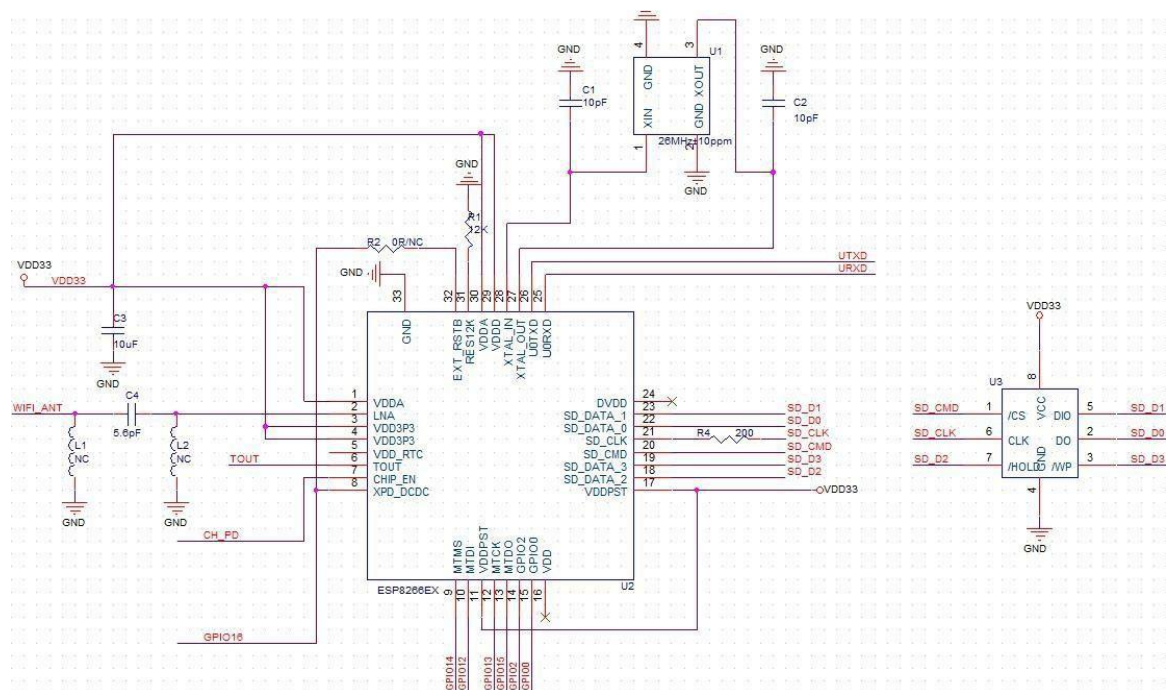 GND
4
3
U1
GND
GND
XOUT
XIN
GND
C1
10pF
C2
10pF
1
2
26MHz±10ppm
GND
GND
R1
12K
R2 0R/NC
GND
UTXD
URXD
VDD33
VDD33
C3
10uF
GND
33
32
31
30
29
28
27
26
25
GND
EXT_RSTB
RES12K
VDDA
VDDD
XTAL_IN
XTAL_OUT
U0TXD
U0RXD
WIFI_ANT
C4
5.6pF
L1
NC
L2
NC
GND
GND
TOUT
CH_PD
GPIO16
1 VDDA
2 LNA
3 VDD3P3
4 VDD3P3
5 VDD_RTC
6 TOUT
7 CHIP_EN
8 XPD_DCDC
DVDD 24
SD_DATA_1 23 SD_D1
SD_DATA_0 22 SD_D0
SD_CLK 21 R4 200 SD_CLK
SD_CMD 20 SD_CMD
SD_DATA_3 19 SD_D3
SD_DATA_2 18 SD_D2
VDDPST 17 VDD33
MTMS
MTDI
VDDPST
MTCK
MTDO
GPIO2
GPIO0
VDD
ESP8266EX
U2
9
10
11
12
13
14
15
16
GPIO14
GPIO12
GPIO13
GPIO15
GPIO2
GPIO0
VDD33
U3
8
VCC
SD_CMD 1 /CS DIO 5 SD_D1
SD_CLK 6 CLK DO 2 SD_D0
SD_D2 7 /HOLD /WP 3 SD_D3
GND
4
GND